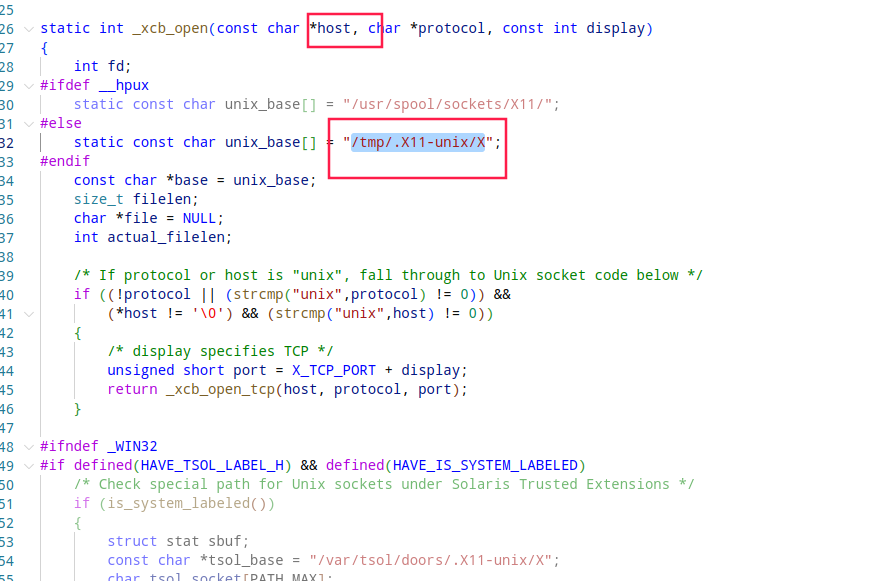 25
26 static int _xcb_open(const char *host, char *protocol, const int display)
27 {
28 int fd;
29 #ifdef __hpux
30 static const char unix_base[] = "/usr/spool/sockets/X11/";
31 #else
32 static const char unix_base[] = "/tmp/.X11-unix/X";
33 #endif
34 const char *base = unix_base;
35 size_t filelen;
36 char *file = NULL;
37 int actual_filelen;
38
39 /* If protocol or host is "unix", fall through to Unix socket code below */
40 if ((!protocol || (strcmp("unix",protocol) != 0)) &&
41 (*host != '\0') && (strcmp("unix",host) != 0))
42 {
43 /* display specifies TCP */
44 unsigned short port = X_TCP_PORT + display;
45 return _xcb_open_tcp(host, protocol, port);
46 }
47
48 #ifndef _WIN32
49 #if defined(HAVE_TSOL_LABEL_H) && defined(HAVE_IS_SYSTEM_LABELED)
50 /* Check special path for Unix sockets under Solaris Trusted Extensions */
51 if (is_system_labeled())
52 {
53 struct stat sbuf;
54 const char *tsol_base = "/var/tsol/doors/.X11-unix/X";
55 char tsol_socket[PATH_MAX];